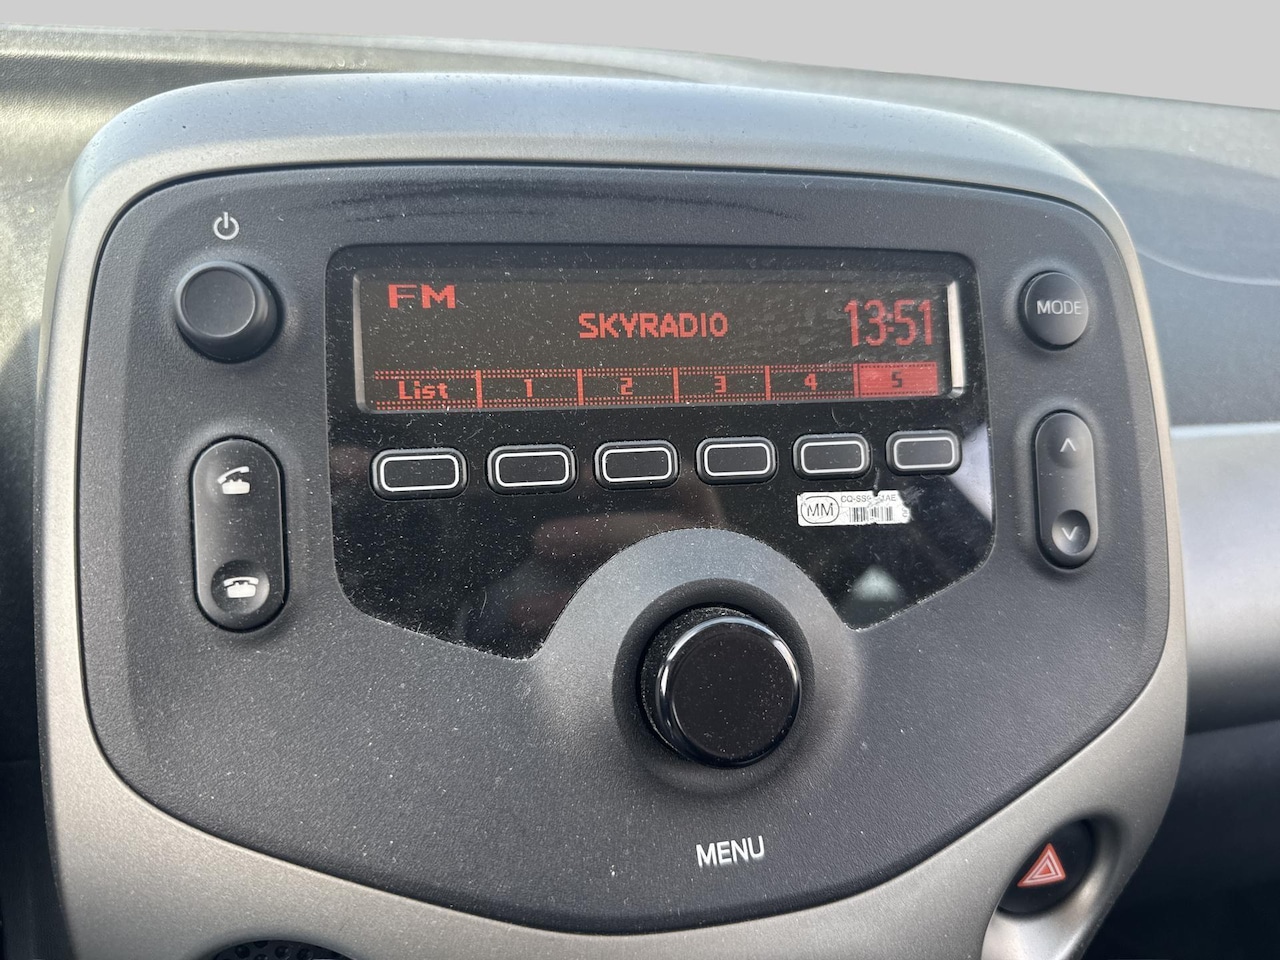 FM
SKYRADIO
13:51
List 1 2 3 4 5
MODE
MM
MENU